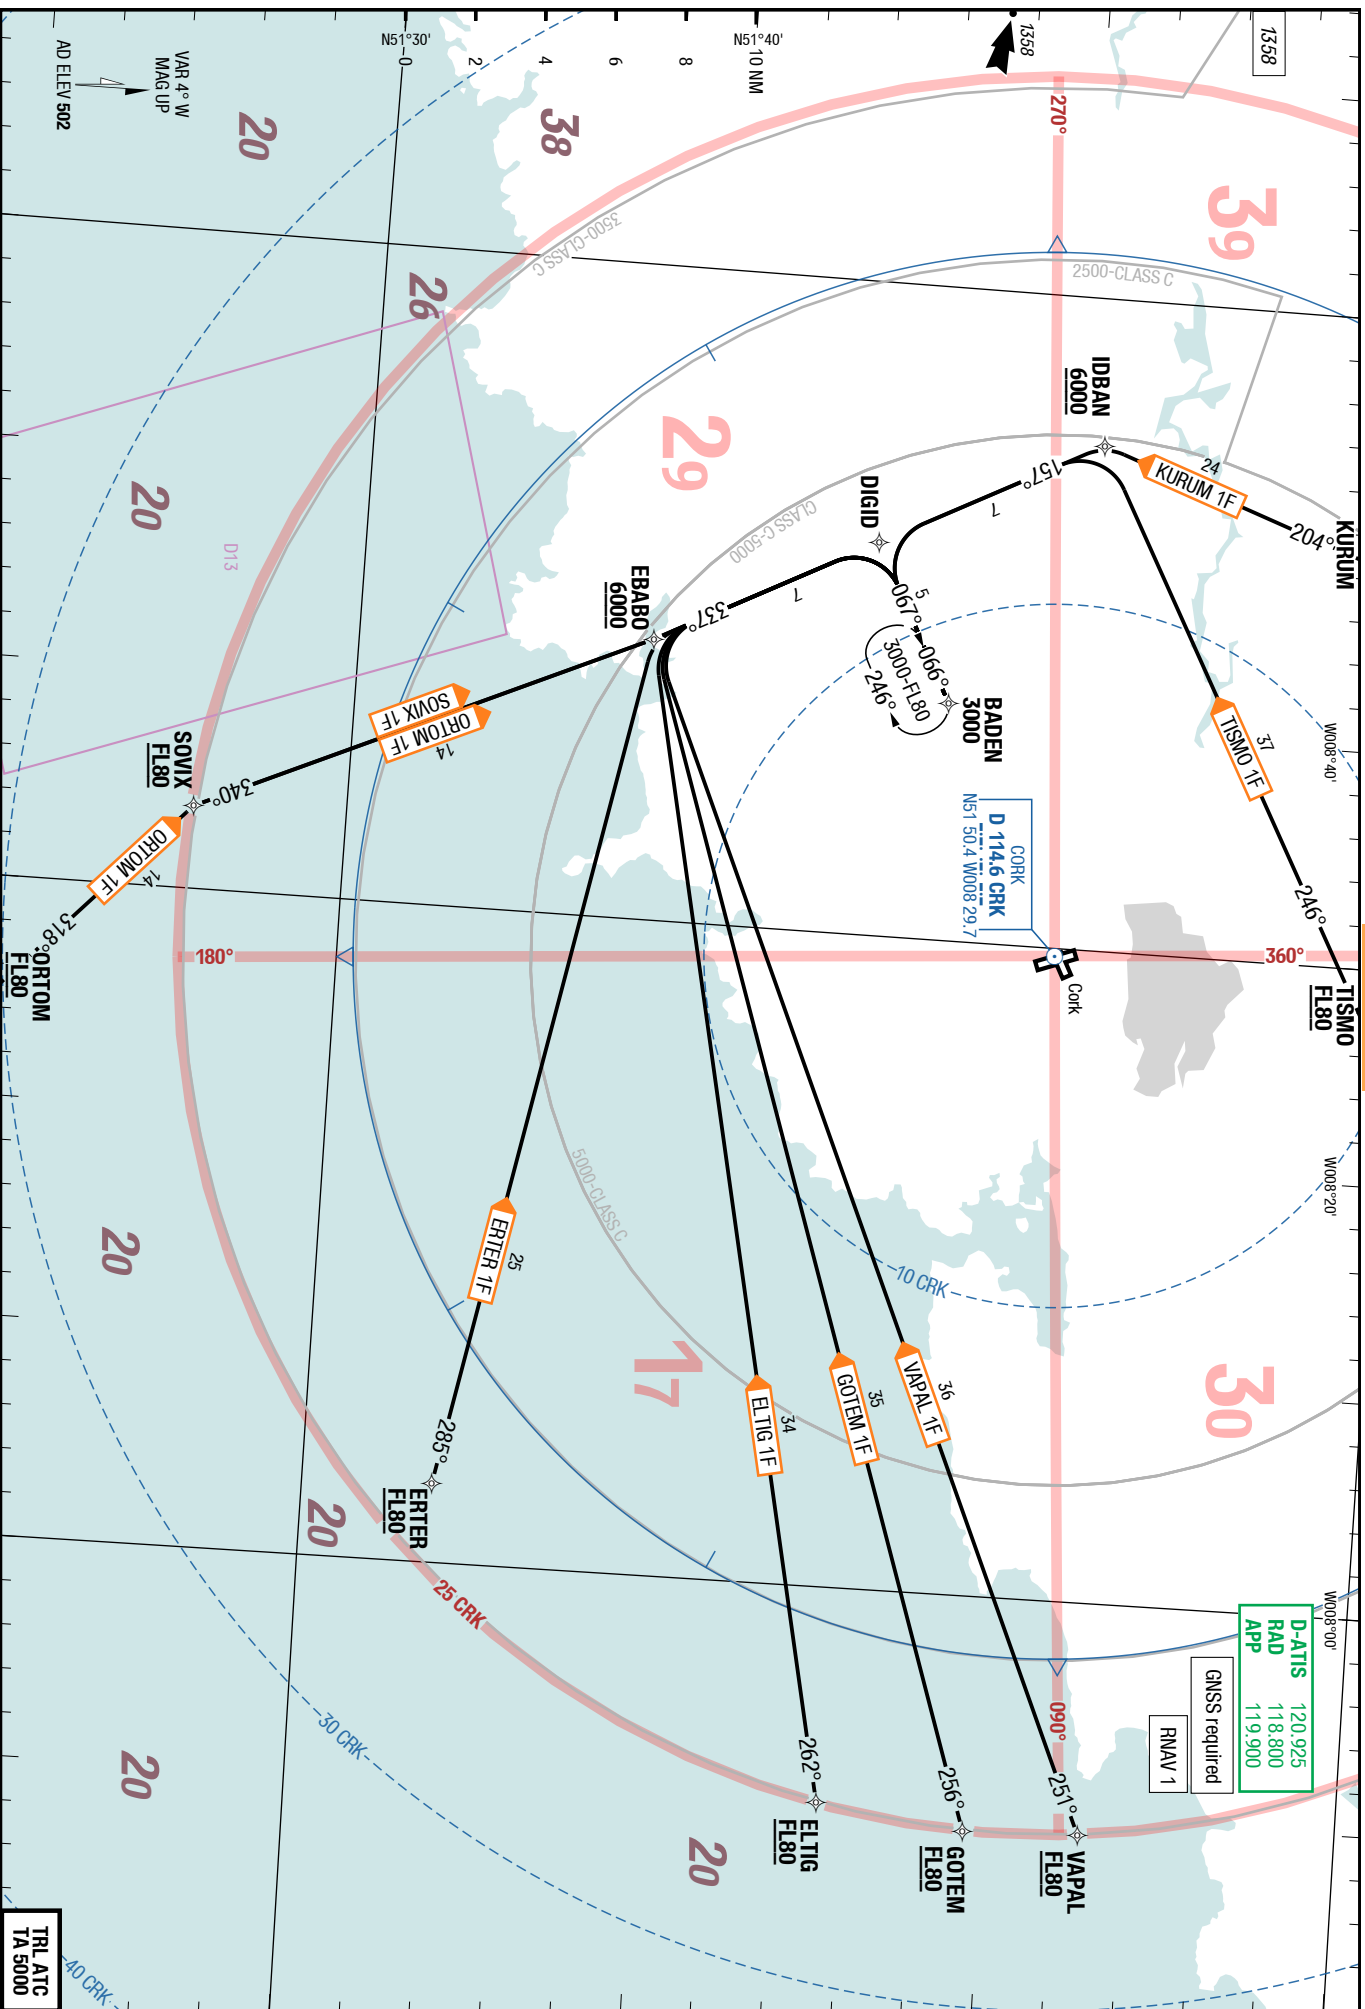 D-ATIS 120.925
RAD 118.800
APP 119.900
GNSS required
RNAV 1
1358
1358
39
30
29
17
38
26
20
20
20
20
20
20
270°
360°
090°
180°
25 CRK
10 CRK
30 CRK
40 CRK
2500-CLASS C
3500-CLASS C
CLASS C-5000
5000-CLASS C
D13
W008°40'
W008°20'
W008°00'
N51°40'
N51°30'
10 NM
8
6
4
2
0
KURUM
204°
KURUM 1F
24
IDBAN
6000
157°
7
TISMO
FL80
246°
TISMO 1F
37
DIGID
5
067°
066°
3000-FL80
246°
BADEN
3000
CORK
D 114.6 CRK
N51 50.4 W008 29.7
Cork
EBABO
6000
337°
7
SOVIX 1F
ORTOM 1F
14
SOVIX
FL80
340°
ORTOM 1F
14
318°
ORTOM
FL80
ERTER 1F
25
285°
ERTER
FL80
ELTIG 1F
34
262°
ELTIG
FL80
GOTEM 1F
35
256°
GOTEM
FL80
VAPAL 1F
36
251°
VAPAL
FL80
VAR 4° W
MAG UP
AD ELEV 502
TRL ATC
TA 5000